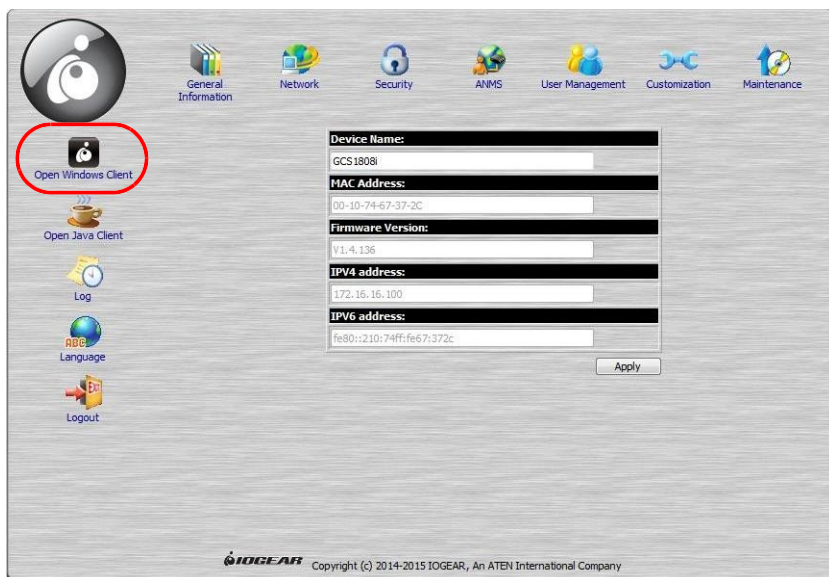 General
Information
Network
Security
ANMS
User Management
Customization
Maintenance
Open Windows Client
Open Java Client
Log
ABC
Language
Exit
Logout
Device Name:
GCS1808i
MAC Address:
00-10-74-67-37-2C
Firmware Version:
V1.4.136
IPV4 address:
172.16.16.100
IPV6 address:
fe80::210:74ff:fe67:372c
Apply
IOGEAR Copyright (c) 2014-2015 IOGEAR, An ATEN International Company